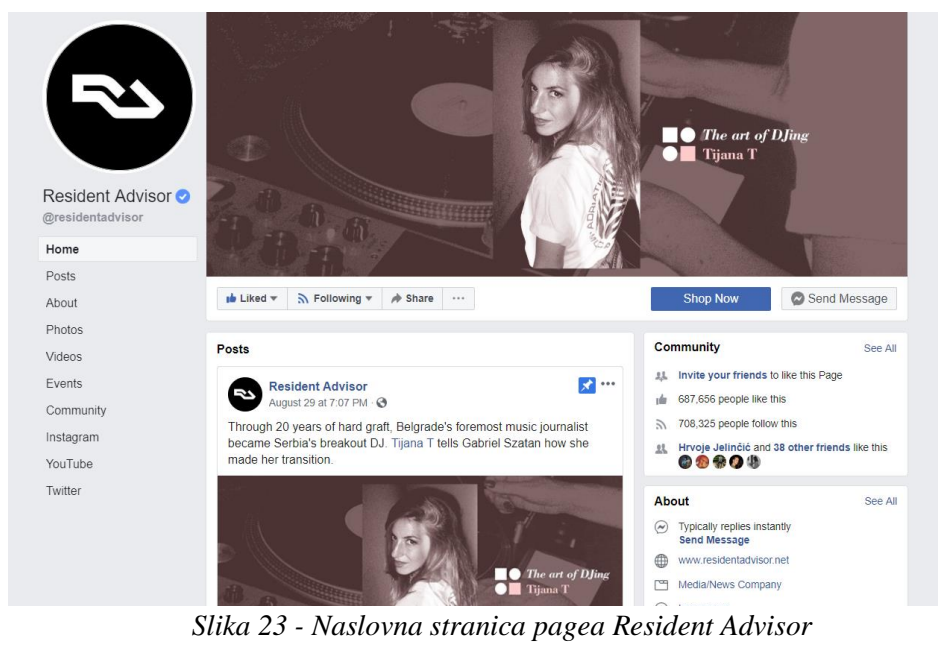 Resident Advisor
@residentadvisor
Home
Posts
About
Photos
Videos
Events
Community
Instagram
YouTube
Twitter
The art of DJing
Tijana T
Liked
Following
Share
Shop Now
Send Message
Posts
Resident Advisor
August 29 at 7:07 PM
Through 20 years of hard graft, Belgrade's foremost music journalist
became Serbia's breakout DJ. Tijana T tells Gabriel Szatan how she
made her transition.
The art of DJing
Tijana T
Community
See All
Invite your friends to like this Page
687,656 people like this
708,325 people follow this
Hrvoje Jelinčić and 38 other friends like this
About
See All
Typically replies instantly
Send Message
www.residentadvisor.net
Media/News Company
Slika 23 - Naslovna stranica pagea Resident Advisor